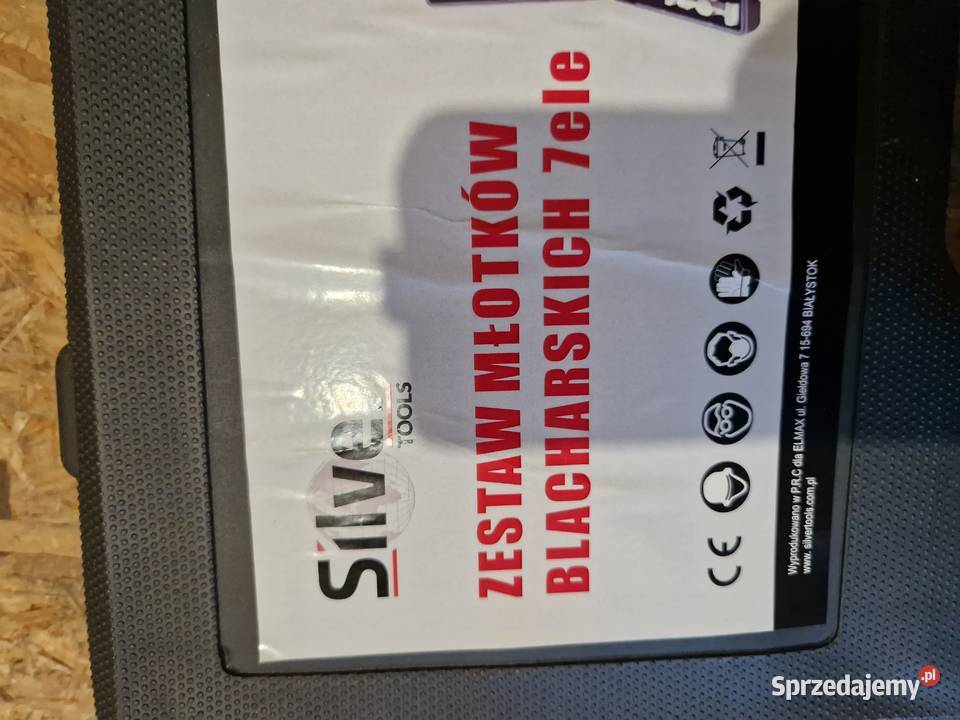 Silver
TOOLS
ZESTAW MŁOTKÓW
BLACHARSKICH 7ele
CE
Wyprodukowano w P.R.C dla ELMAX ul. Giełdowa 7 15-694 BIAŁYSTOK
www. silvertools.com.pl
Sprzedajemy.pl